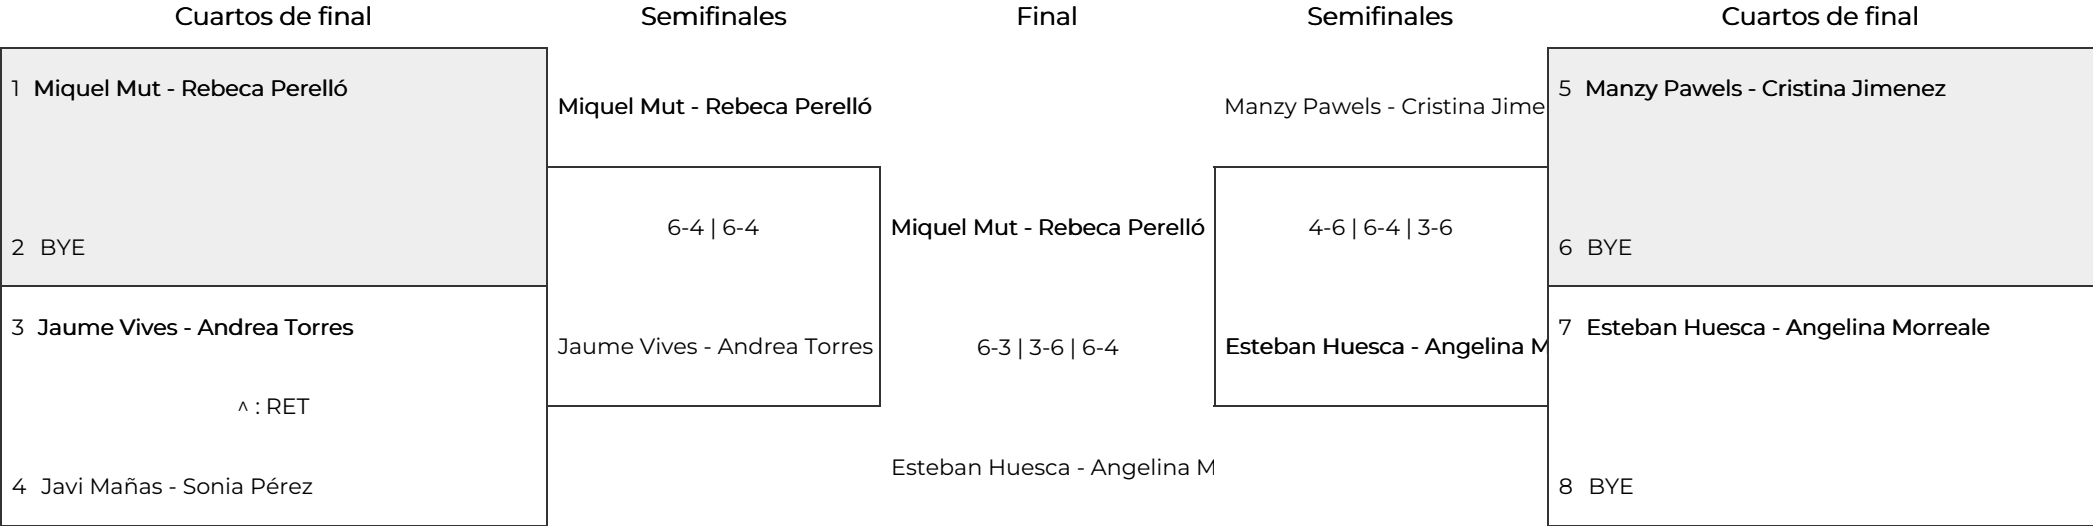 Cuartos de final
Semifinales
Final
Semifinales
Cuartos de final
1 Miquel Mut - Rebeca Perelló
2 BYE
3 Jaume Vives - Andrea Torres
^ : RET
4 Javi Mañas - Sonia Pérez
Miquel Mut - Rebeca Perelló
6-4 | 6-4
Jaume Vives - Andrea Torres
Miquel Mut - Rebeca Perelló
6-3 | 3-6 | 6-4
Esteban Huesca - Angelina M
Manzy Pawels - Cristina Jime
4-6 | 6-4 | 3-6
Esteban Huesca - Angelina M
5 Manzy Pawels - Cristina Jimenez
6 BYE
7 Esteban Huesca - Angelina Morreale
8 BYE